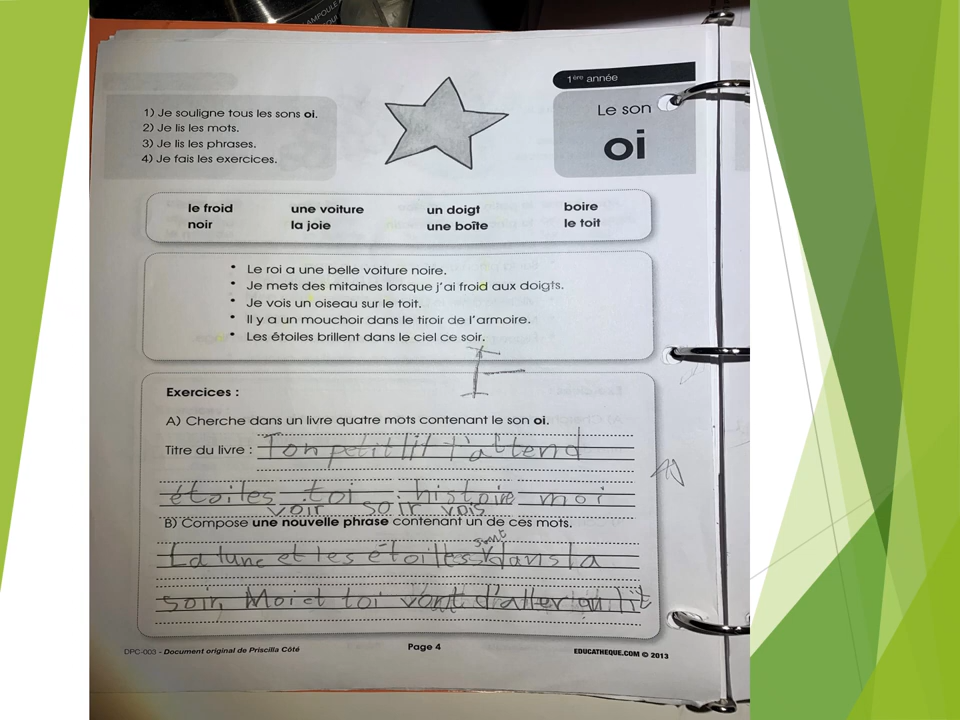 1ère année
Le son
oi
1) Je souligne tous les sons oi.
2) Je lis les mots.
3) Je lis les phrases.
4) Je fais les exercices.
le froid une voiture un doigt boire
noir la joie une boîte le toit
• Le roi a une belle voiture noire.
• Je mets des mitaines lorsque j'ai froid aux doigts.
• Je vois un oiseau sur le toit.
• Il y a un mouchoir dans le tiroir de l'armoire.
• Les étoiles brillent dans le ciel ce soir.
Exercices :
A) Cherche dans un livre quatre mots contenant le son oi.
Titre du livre : Ton petit lit t'attend
étoiles toi histoire moi
voir soir vois
B) Compose une nouvelle phrase contenant un de ces mots.
sont
La lune et les étoilles dans la
soir, Moi et toi vont d'aller au lit
DPC-003 - Document original de Priscilla Côté
Page 4
EDUCATHEQUE.COM © 2013